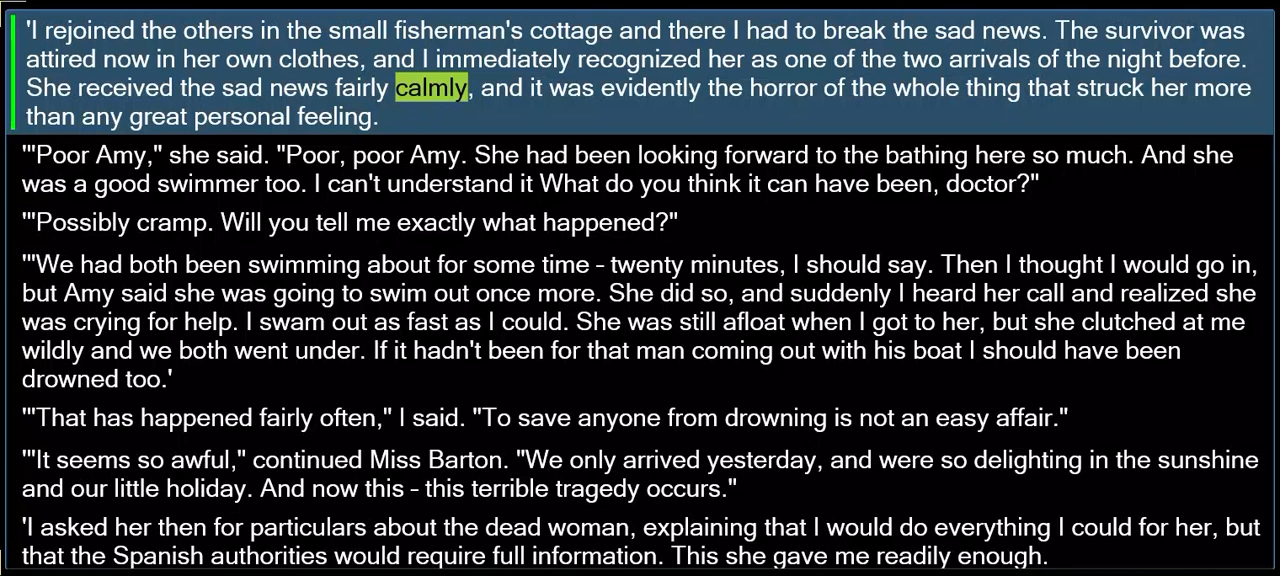 'I rejoined the others in the small fisherman's cottage and there I had to break the sad news. The survivor was
attired now in her own clothes, and I immediately recognized her as one of the two arrivals of the night before.
She received the sad news fairly calmly, and it was evidently the horror of the whole thing that struck her more
than any great personal feeling.
'"Poor Amy," she said. "Poor, poor Amy. She had been looking forward to the bathing here so much. And she
was a good swimmer too. I can't understand it What do you think it can have been, doctor?"
'"Possibly cramp. Will you tell me exactly what happened?"
'"We had both been swimming about for some time - twenty minutes, I should say. Then I thought I would go in,
but Amy said she was going to swim out once more. She did so, and suddenly I heard her call and realized she
was crying for help. I swam out as fast as I could. She was still afloat when I got to her, but she clutched at me
wildly and we both went under. If it hadn't been for that man coming out with his boat I should have been
drowned too.'
'"That has happened fairly often," I said. "To save anyone from drowning is not an easy affair."
'"It seems so awful," continued Miss Barton. "We only arrived yesterday, and were so delighting in the sunshine
and our little holiday. And now this - this terrible tragedy occurs."
'I asked her then for particulars about the dead woman, explaining that I would do everything I could for her, but
that the Spanish authorities would require full information. This she gave me readily enough.